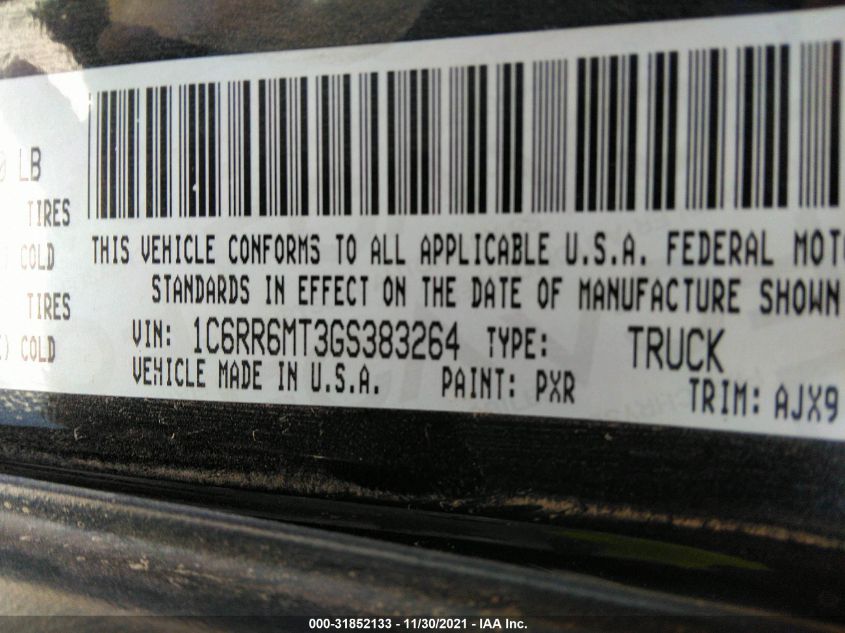 LB
TIRES
COLD
TIRES
COLD
THIS VEHICLE CONFORMS TO ALL APPLICABLE U.S.A. FEDERAL MOTO
STANDARDS IN EFFECT ON THE DATE OF MANUFACTURE SHOWN
VIN: 1C6RR6MT3GS383264 TYPE: TRUCK
VEHICLE MADE IN U.S.A. PAINT: PXR TRIM: AJX9
000-31852133 - 11/30/2021 - IAA Inc.